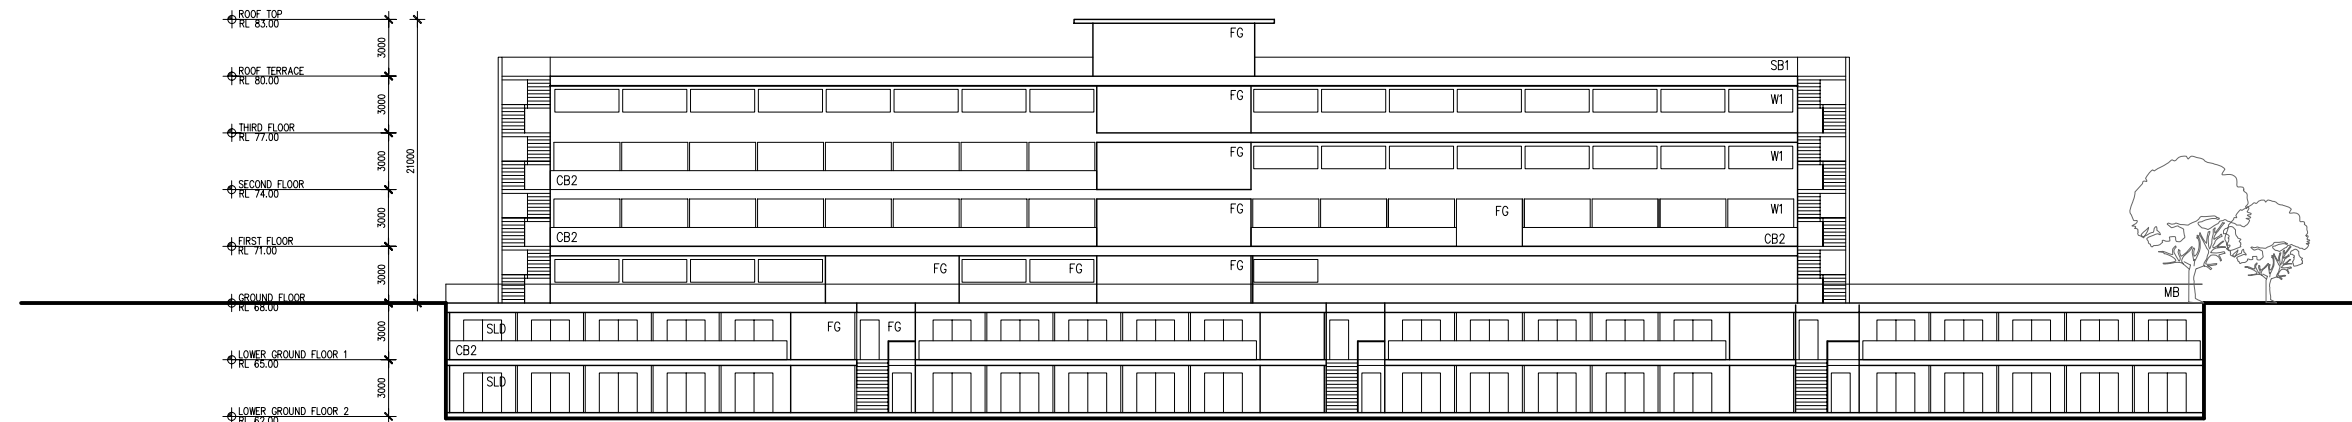 ROOF TOP
RL 83.00
3000
FG
ROOF TERRACE
RL 80.00
SB1
3000
FG
W1
THIRD FLOOR
RL 77.00
3000
21000
FG
W1
SECOND FLOOR
RL 74.00
CB2
3000
FG
FG
W1
FIRST FLOOR
RL 71.00
CB2
CB2
3000
FG
FG
FG
GROUND FLOOR
RL 68.00
MB
3000
SLD
FG
FG
CB2
LOWER GROUND FLOOR 1
RL 65.00
3000
SLD
LOWER GROUND FLOOR 2
RL 62.00